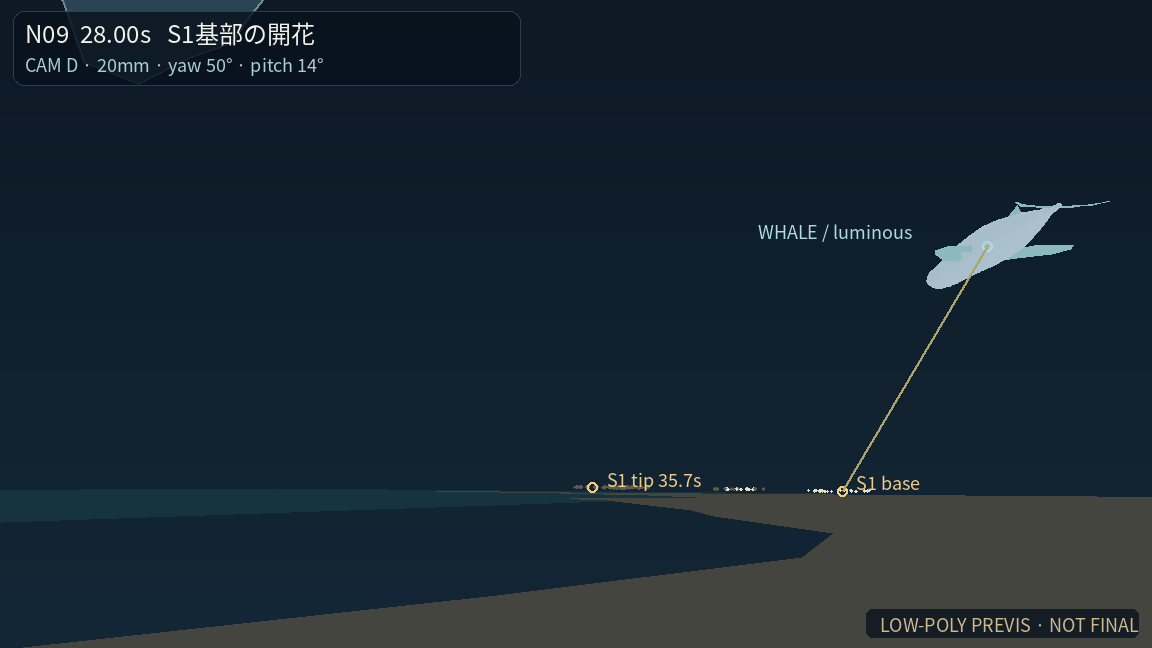 N09 28.00s S1基部の開花
CAM D · 20mm · yaw 50° · pitch 14°
WHALE / luminous
S1 tip 35.7s
S1 base
LOW-POLY PREVIS · NOT FINAL